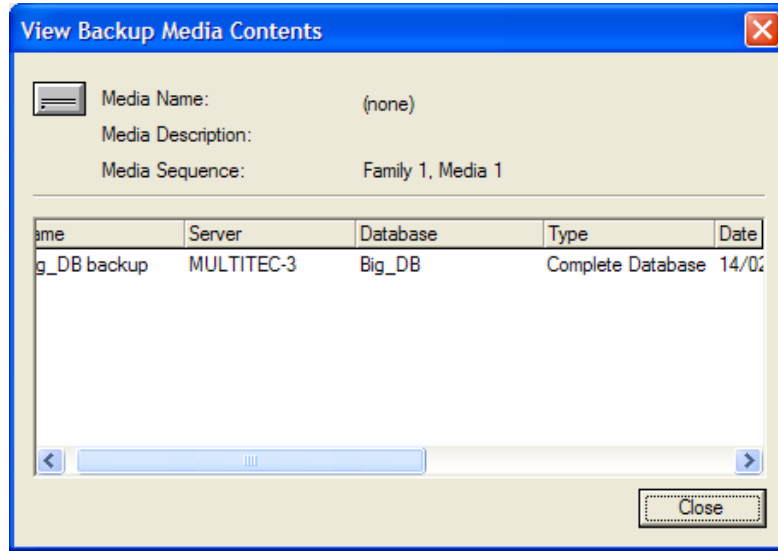 View Backup Media Contents
Media Name: (none)
Media Description:
Media Sequence: Family 1, Media 1
ame Server Database Type Date
g_DB backup MULTITEC-3 Big_DB Complete Database 14/02
Close